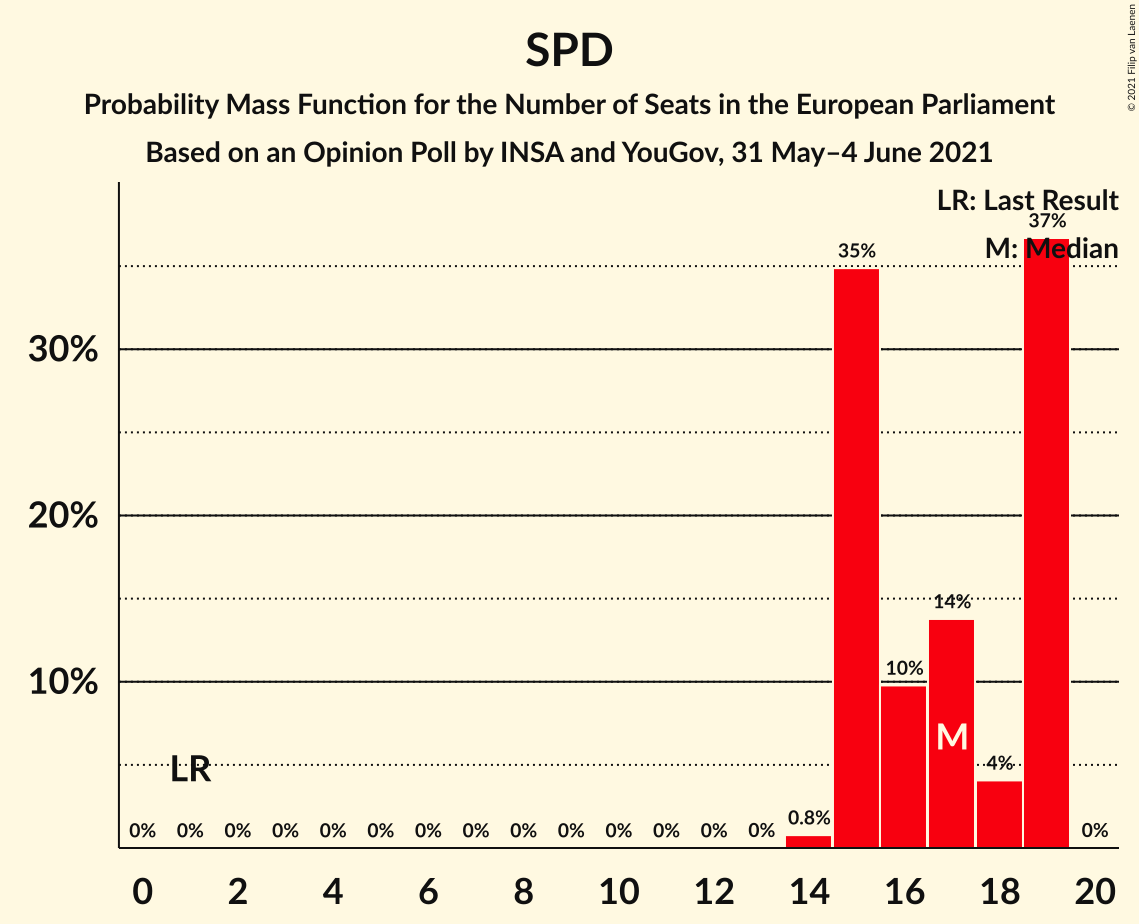 SPD
Probability Mass Function for the Number of Seats in the European Parliament
Based on an Opinion Poll by INSA and YouGov, 31 May–4 June 2021
© 2021 Filip van Laenen
LR: Last Result
M: Median
30%
20%
10%
0% 0% 0% 0% 0% 0% 0% 0% 0% 0% 0% 0% 0% 0% 0.8% 35% 10% 14% 4% 37% 0%
LR
M
0 2 4 6 8 10 12 14 16 18 20